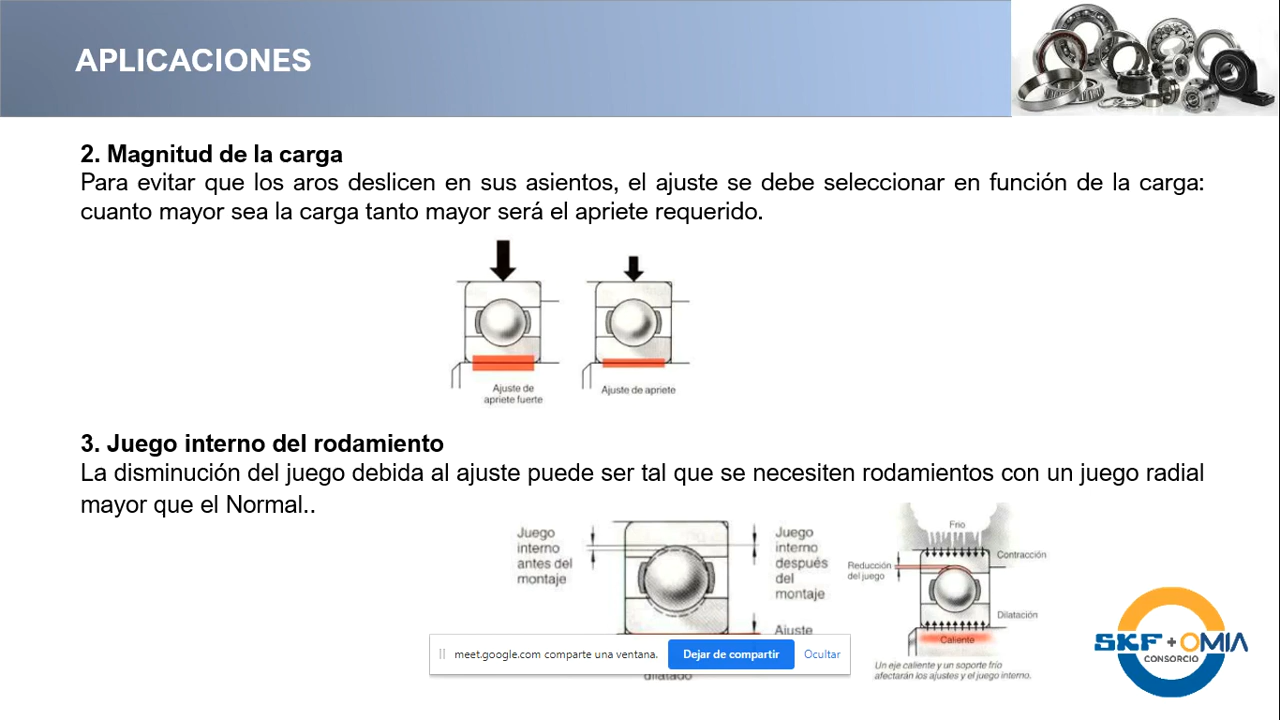 APLICACIONES
2. Magnitud de la carga
Para evitar que los aros deslicen en sus asientos, el ajuste se debe seleccionar en función de la carga:
cuanto mayor sea la carga tanto mayor será el apriete requerido.
Ajuste de
apriete fuerte
Ajuste de apriete
3. Juego interno del rodamiento
La disminución del juego debida al ajuste puede ser tal que se necesiten rodamientos con un juego radial
mayor que el Normal..
Juego
interno
antes del
montaje
Juego
interno
después
del
montaje
Ajuste
dilatado
Frío
Contracción
Reducción
del juego
Dilatación
Caliente
Un eje caliente y un soporte frío
afectarán los ajustes y el juego interno.
meet.google.com comparte una ventana.
Dejar de compartir
Ocultar
SKF + OMIA
CONSORCIO